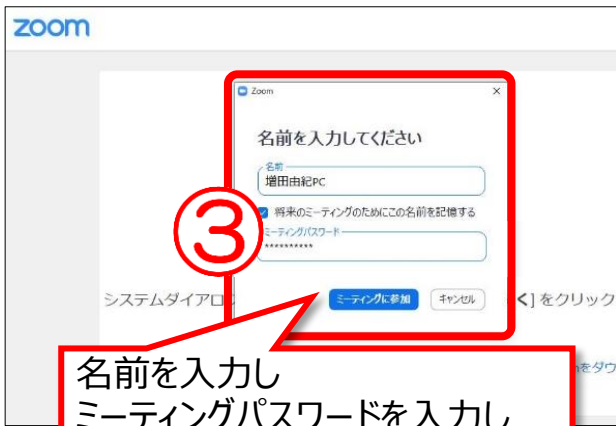 zoom
Zoom
名前を入力してください
名前
増田由紀PC
将来のミーティングのためにこの名前を記憶する
ミーティングパスワード
**********
③
ミーティングに参加 キャンセル
システムダイアログ く] をクリック
をダウ
名前を入力し
ミーティングパスワードを入力し